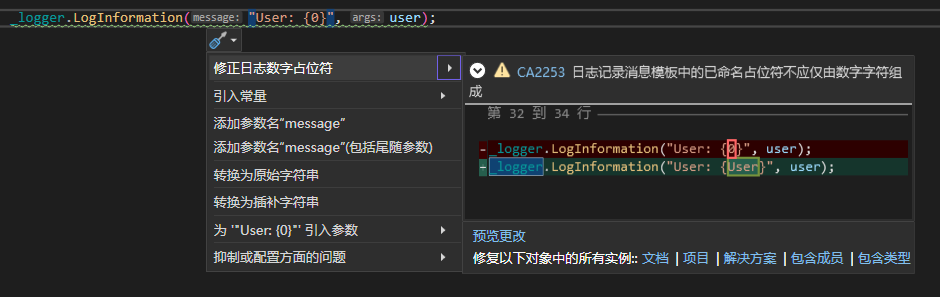 _logger.LogInformation(message: "User: {0}", args: user);
修正日志数字占位符
引入常量
添加参数名"message"
添加参数名"message"(包括尾随参数)
转换为原始字符串
转换为插补字符串
为 '"User: {0}"' 引入参数
抑制或配置方面的问题
CA2253 日志记录消息模板中的已命名占位符不应仅由数字字符组
成
第 32 到 34 行
- _logger.LogInformation("User: {0}", user);
+ _logger.LogInformation("User: {User}", user);
预览更改
修复以下对象中的所有实例:: 文档 | 项目 | 解决方案 | 包含成员 | 包含类型